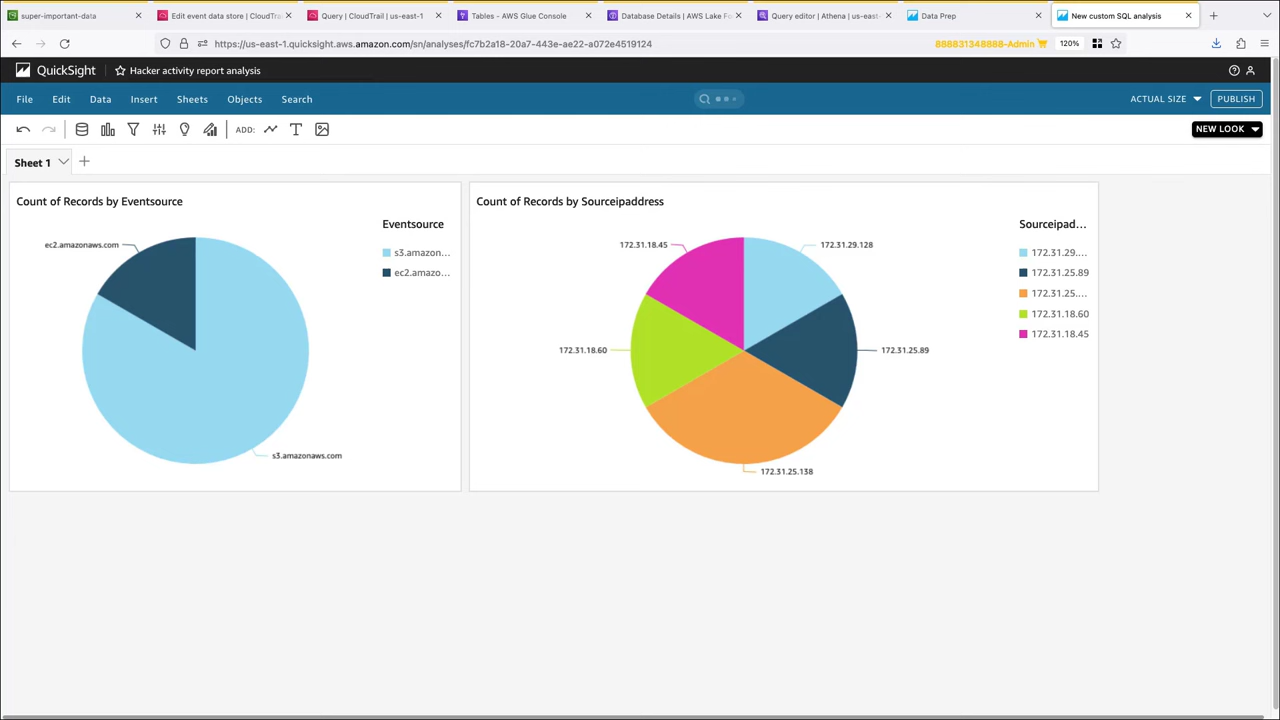 super-important-data
Edit event data store | CloudTra
Query | CloudTrail | us-east-1
Tables - AWS Glue Console
Database Details | AWS Lake Fo
Query editor | Athena | us-east-
Data Prep
New custom SQL analysis
https://us-east-1.quicksight.aws.amazon.com/sn/analyses/fc7b2a18-20a7-443e-ae22-a072e4519124
888831348888-Admin
120%
QuickSight
Hacker activity report analysis
File
Edit
Data
Insert
Sheets
Objects
Search
ACTUAL SIZE
PUBLISH
ADD:
NEW LOOK
Sheet 1
Count of Records by Eventsource
Eventsource
ec2.amazonaws.com
s3.amazon...
ec2.amazo...
s3.amazonaws.com
Count of Records by Sourceipaddress
Sourceipad...
172.31.18.45
172.31.29.128
172.31.29....
172.31.25.89
172.31.25....
172.31.18.60
172.31.18.45
172.31.18.60
172.31.25.89
172.31.25.138